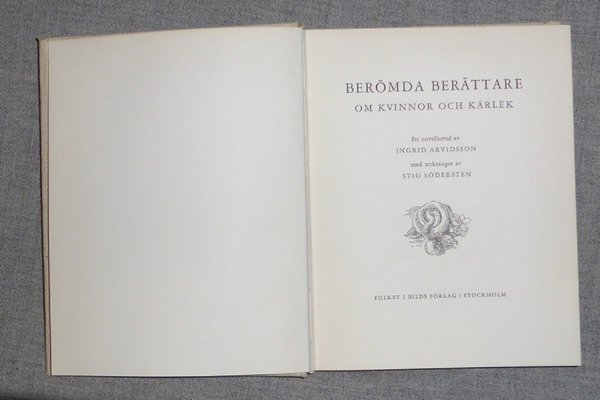 BERÖMDA BERÄTTARE
OM KVINNOR OCH KÄRLEK
Ett novellurval av
INGRID ARVIDSSON
med teckningar av
STIG SÖDERSTEN
FOLKET I BILDS FÖRLAG / STOCKHOLM